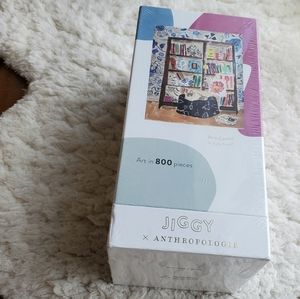 Art in 800 pieces
JIGGY
× ANTHROPOLOGIE